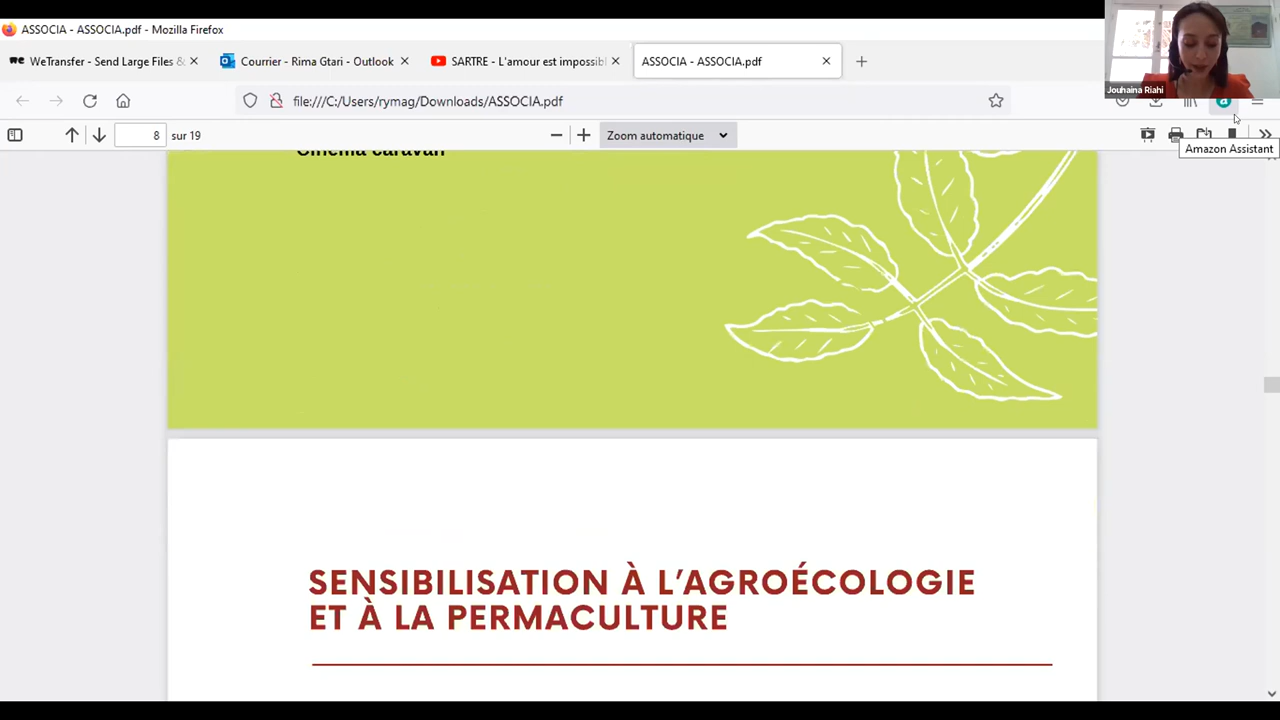 ASSOCIA - ASSOCIA.pdf - Mozilla Firefox
WeTransfer - Send Large Files &
Courrier - Rima Gtari - Outlook
SARTRE - L'amour est impossibl
ASSOCIA - ASSOCIA.pdf
Jouhaina Riahi
file:///C:/Users/rymag/Downloads/ASSOCIA.pdf
8 sur 19
Zoom automatique
Amazon Assistant
Cinéma caravan
SENSIBILISATION À L'AGROÉCOLOGIE
ET À LA PERMACULTURE